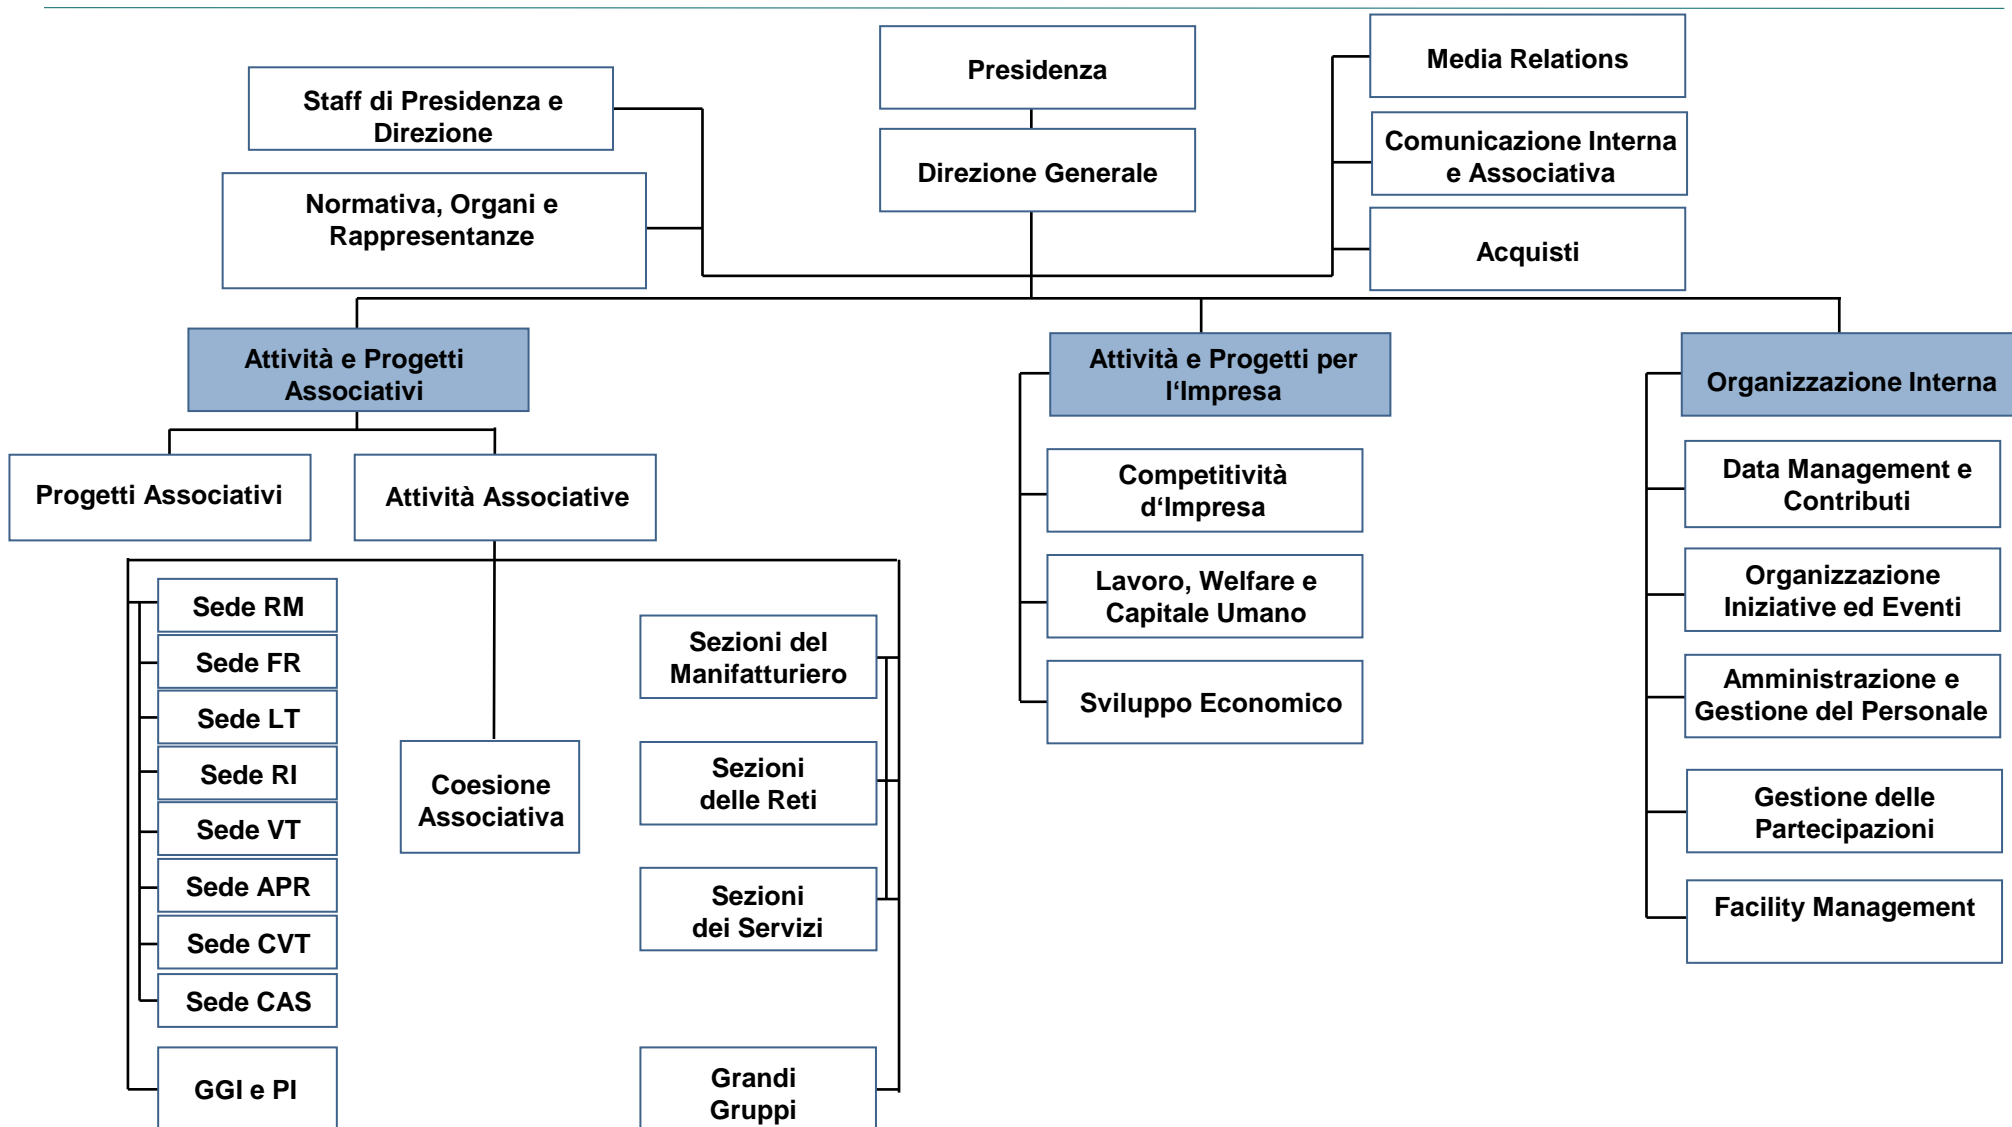 Presidenza
Media Relations
Staff di Presidenza e
Direzione
Direzione Generale
Comunicazione Interna
e Associativa
Normativa, Organi e
Rappresentanze
Acquisti
Attività e Progetti
Associativi
Attività e Progetti per
l‘Impresa
Organizzazione Interna
Progetti Associativi
Attività Associative
Sede RM
Sede FR
Sede LT
Sede RI
Sede VT
Sede APR
Sede CVT
Sede CAS
GGI e PI
Coesione
Associativa
Sezioni del
Manifatturiero
Sezioni
delle Reti
Sezioni
dei Servizi
Grandi
Gruppi
Competitività
d‘Impresa
Lavoro, Welfare e
Capitale Umano
Sviluppo Economico
Data Management e
Contributi
Organizzazione
Iniziative ed Eventi
Amministrazione e
Gestione del Personale
Gestione delle
Partecipazioni
Facility Management